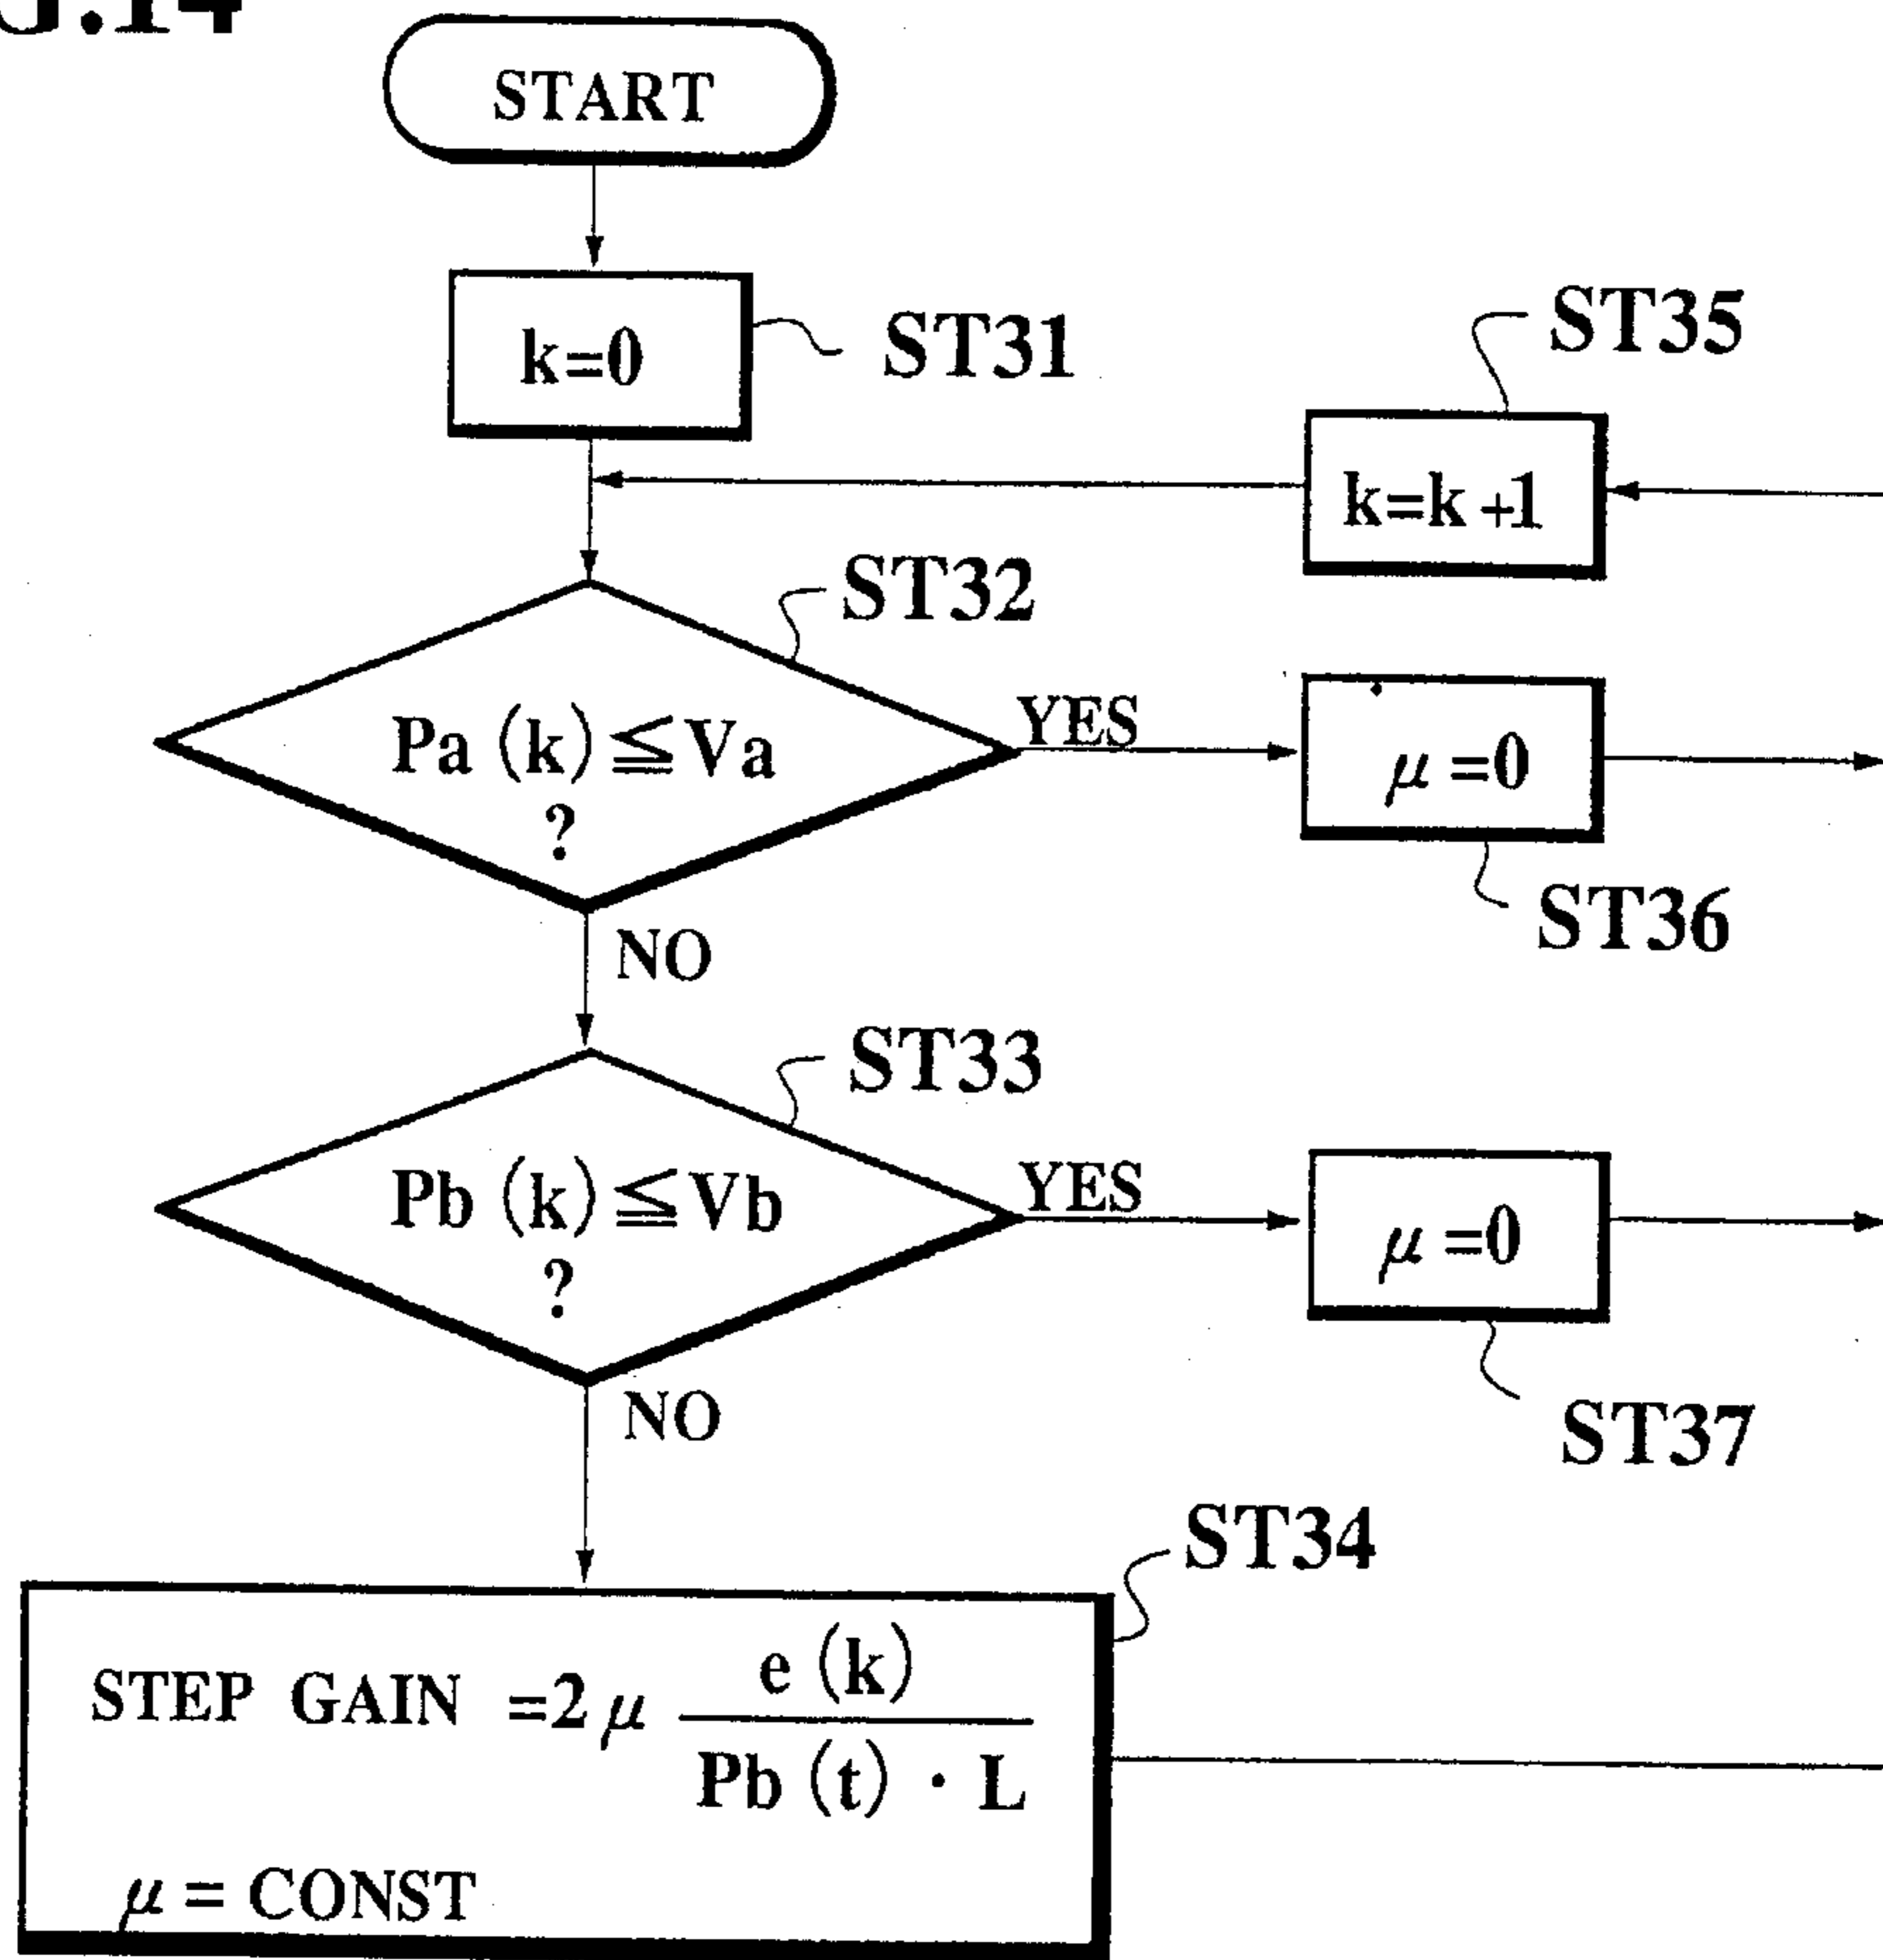 .14
START
k=0
ST31
ST35
k=k+1
ST32
Pa (k)≦Va
?
YES
μ =0
ST36
NO
ST33
Pb (k)≦Vb
?
YES
μ =0
ST37
NO
ST34
STEP GAIN =2μ e (k)
Pb (t) · L
μ = CONST